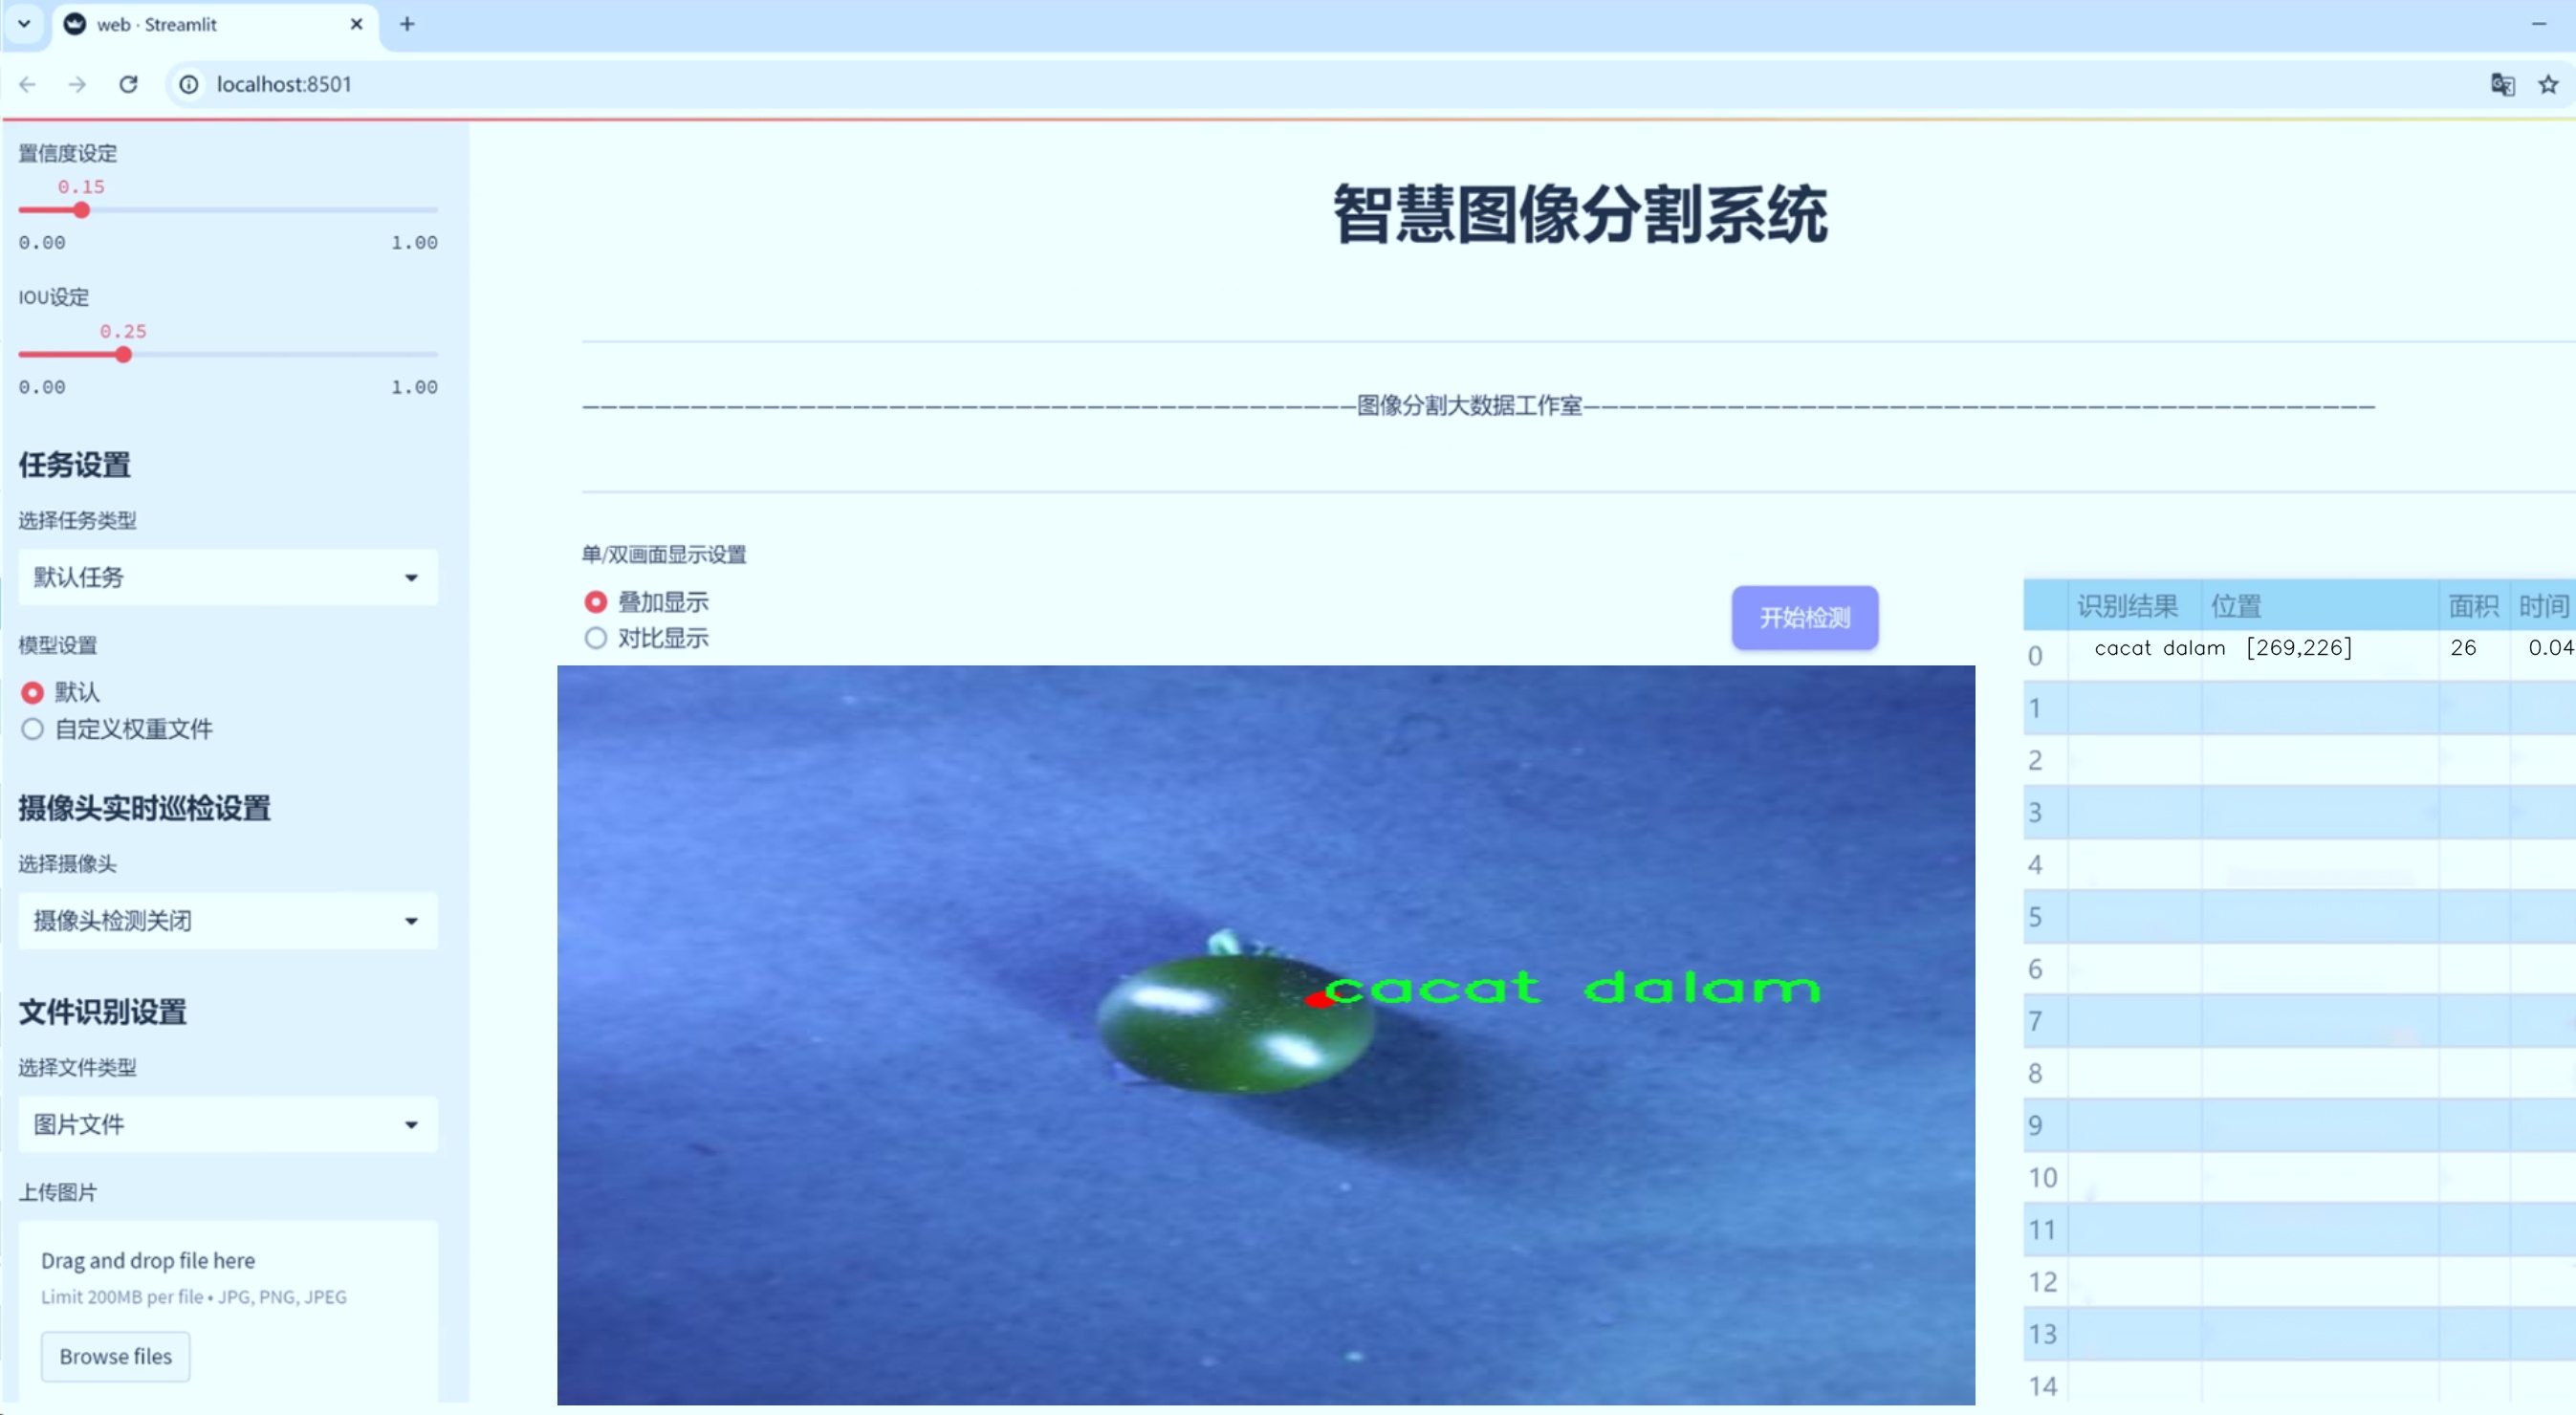 web · Streamlit
localhost:8501
置信度设定
0.15
0.00 1.00
IOU设定
0.25
0.00 1.00
任务设置
选择任务类型
默认任务
模型设置
默认
自定义权重文件
摄像头实时巡检设置
选择摄像头
摄像头检测关闭
文件识别设置
选择文件类型
图片文件
上传图片
Drag and drop file here
Limit 200MB per file • JPG, PNG, JPEG
Browse files
智慧图像分割系统
图像分割大数据工作室
单/双画面显示设置
叠加显示
对比显示
开始检测
cacat dalam
识别结果 位置 面积 时间
0 cacat dalam [269,226] 26 0.04
1
2
3
4
5
6
7
8
9
10
11
12
13
14